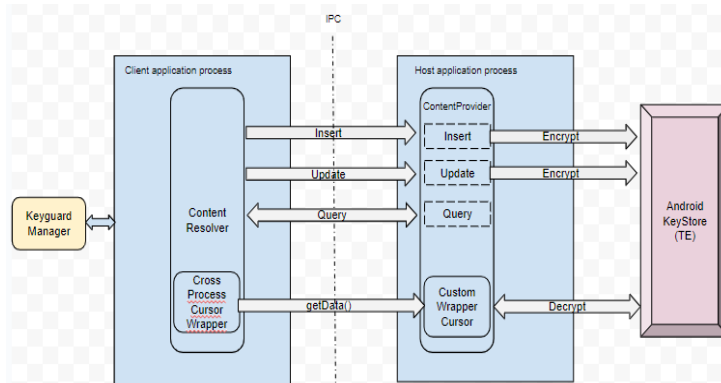 IPC
Client application process
Host application process
ContentProvider
Insert
Insert
Encrypt
Update
Update
Encrypt
Query
Query
Keyguard
Manager
Content
Resolver
Android
KeyStore
(TE)
Cross
Process
Cursor
Wrapper
getData()
Custom
Wrapper
Cursor
Decrypt